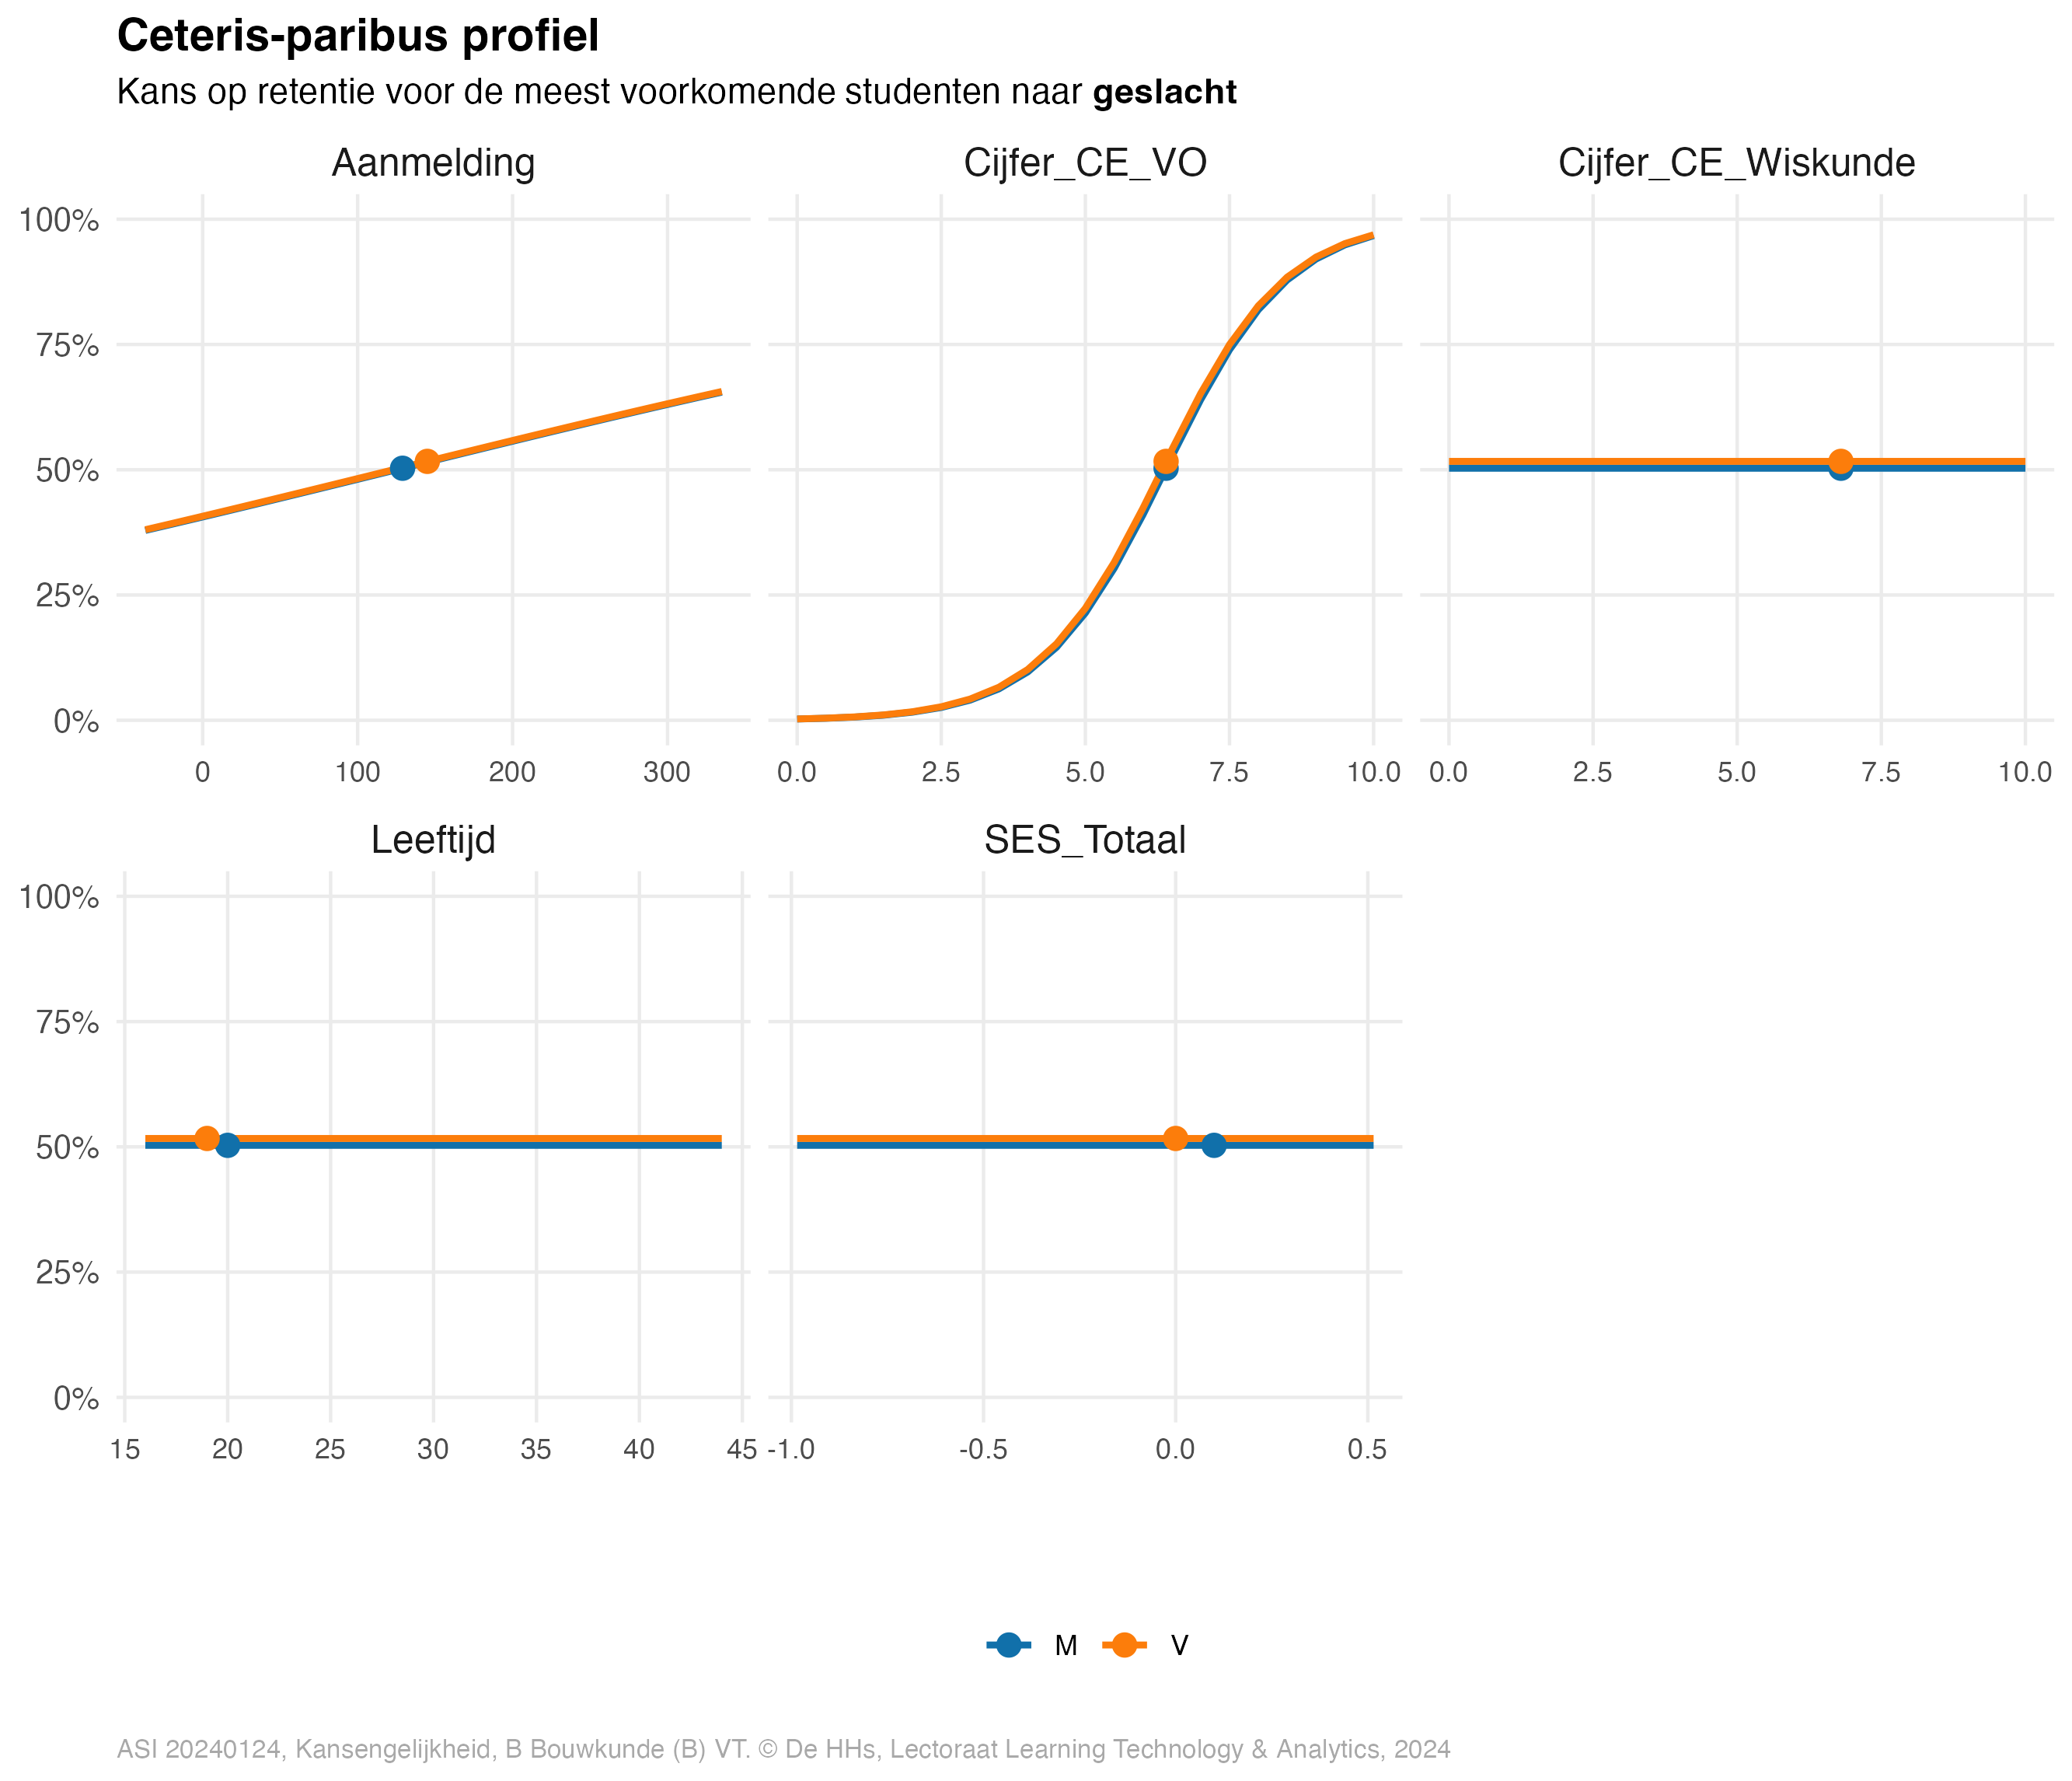 Ceteris-paribus profiel
Kans op retentie voor de meest voorkomende studenten naar geslacht
Aanmelding Cijfer_CE_VO Cijfer_CE_Wiskunde
100%
75%
50%
25%
0%
0 100 200 300 0.0 2.5 5.0 7.5 10.0 0.0 2.5 5.0 7.5 10.0
Leeftijd SES_Totaal
100%
75%
50%
25%
0%
15 20 25 30 35 40 45 -1.0 -0.5 0.0 0.5
M V
ASI 20240124, Kansengelijkheid, B Bouwkunde (B) VT. © De HHs, Lectoraat Learning Technology & Analytics, 2024